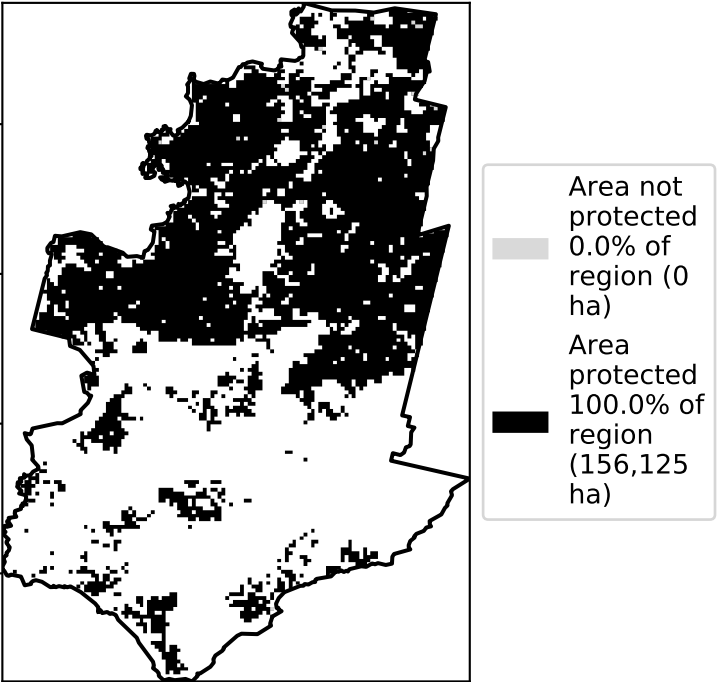 Area not
protected
0.0% of
region (0
ha)
Area
protected
100.0% of
region
(156,125
ha)